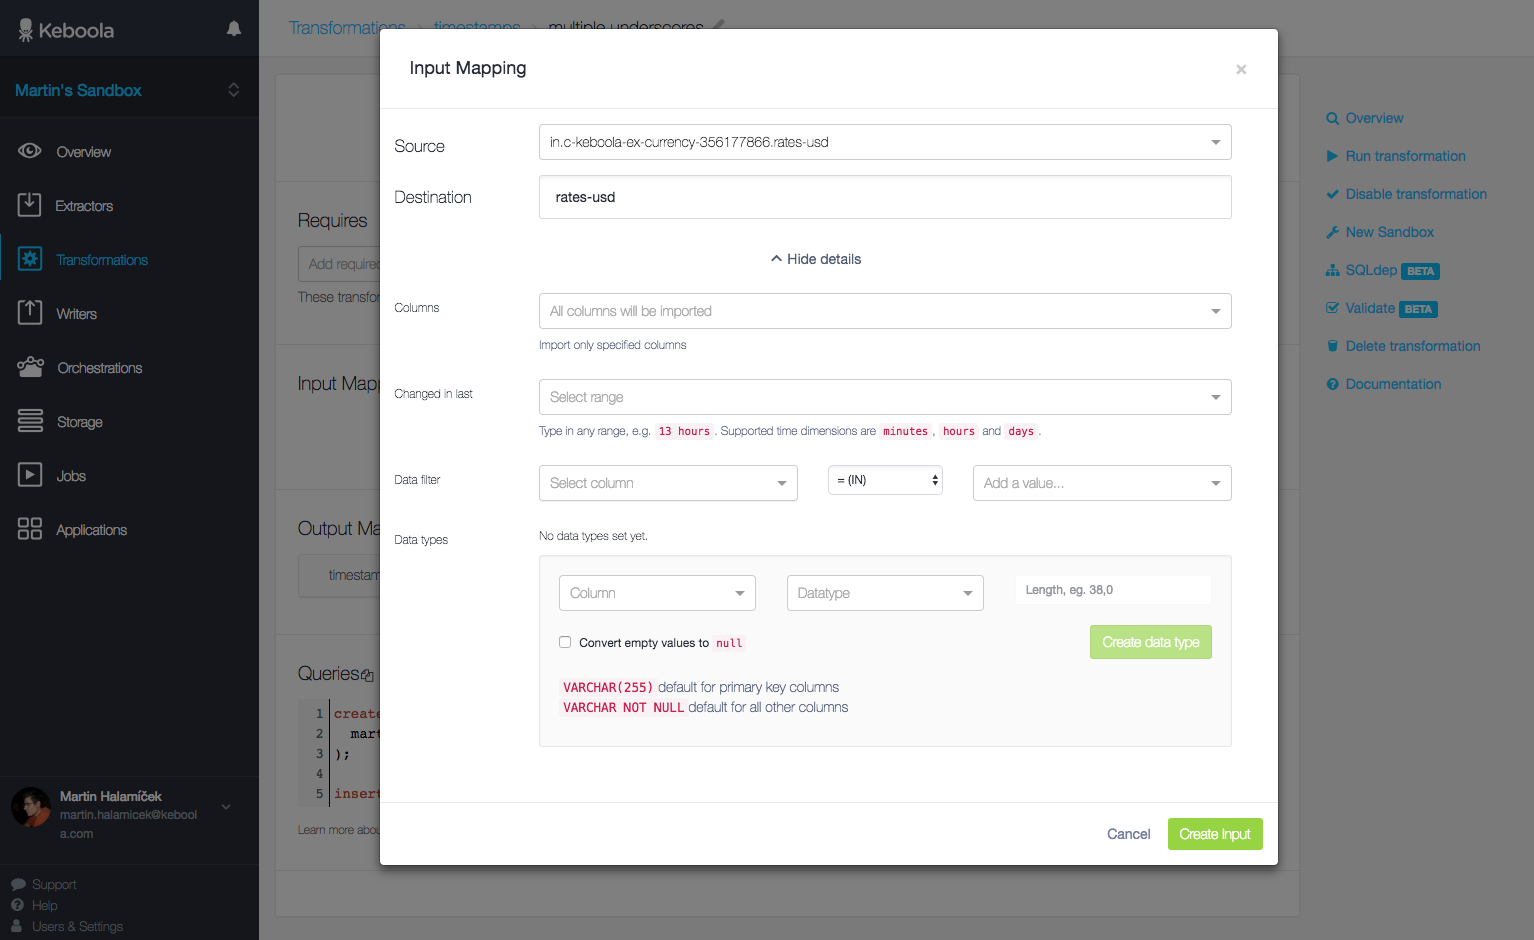 Keboola
Martin's Sandbox
Overview
Extractors
Transformations
Writers
Orchestrations
Storage
Jobs
Applications
Martin Halamíček
martin.halamicek@kebool
a.com
Support
Help
Users & Settings
Transformations > timestamps > multiple underscores
Requires
Add require
These transfor
Input Map
Output Ma
timestam
Queries
1 create
2 mart
3 );
4
5 insert
Learn more abou
Input Mapping
×
Source
in.c-keboola-ex-currency-356177866.rates-usd
Destination
rates-usd
Hide details
Columns
All columns will be imported
Import only specified columns
Changed in last
Select range
Type in any range, e.g. 13 hours . Supported time dimensions are minutes , hours and days .
Data filter
Select column
= (IN)
Add a value...
Data types
No data types set yet.
Column
Datatype
Length, eg. 38,0
Convert empty values to null
Create data type
VARCHAR(255) default for primary key columns
VARCHAR NOT NULL default for all other columns
Cancel
Create Input
Overview
Run transformation
Disable transformation
New Sandbox
SQLdep BETA
Validate BETA
Delete transformation
Documentation